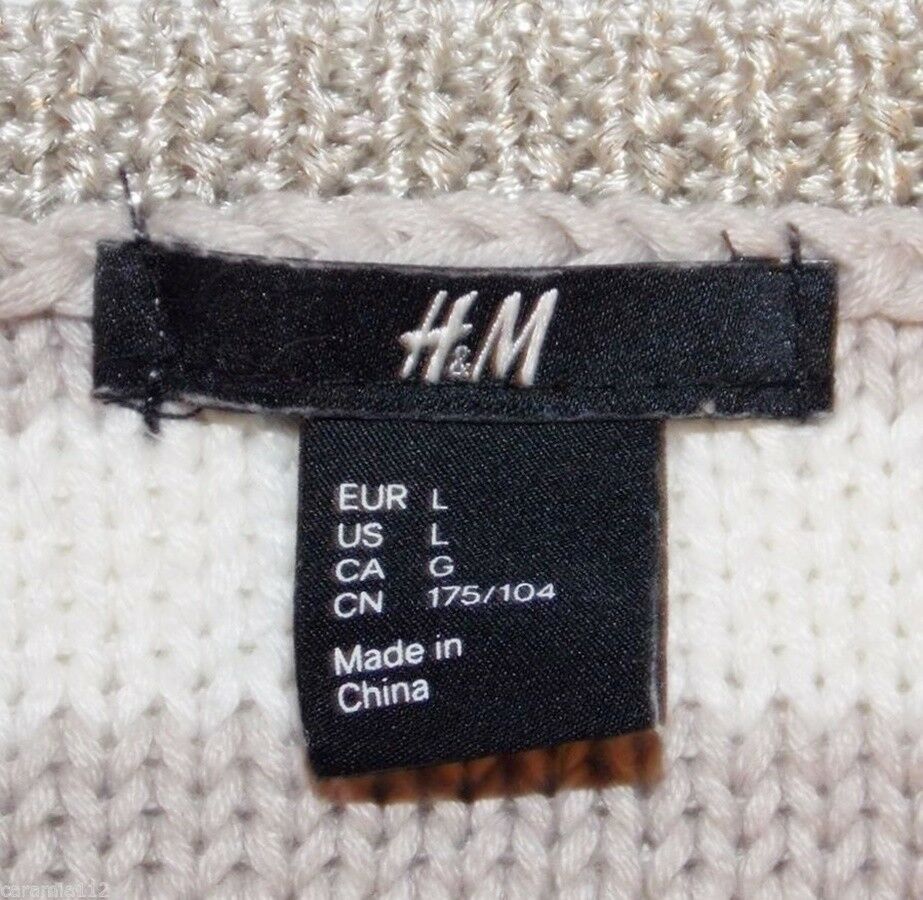 H&M
EUR L
US L
CA G
CN 175/104
Made in
China
caramia112